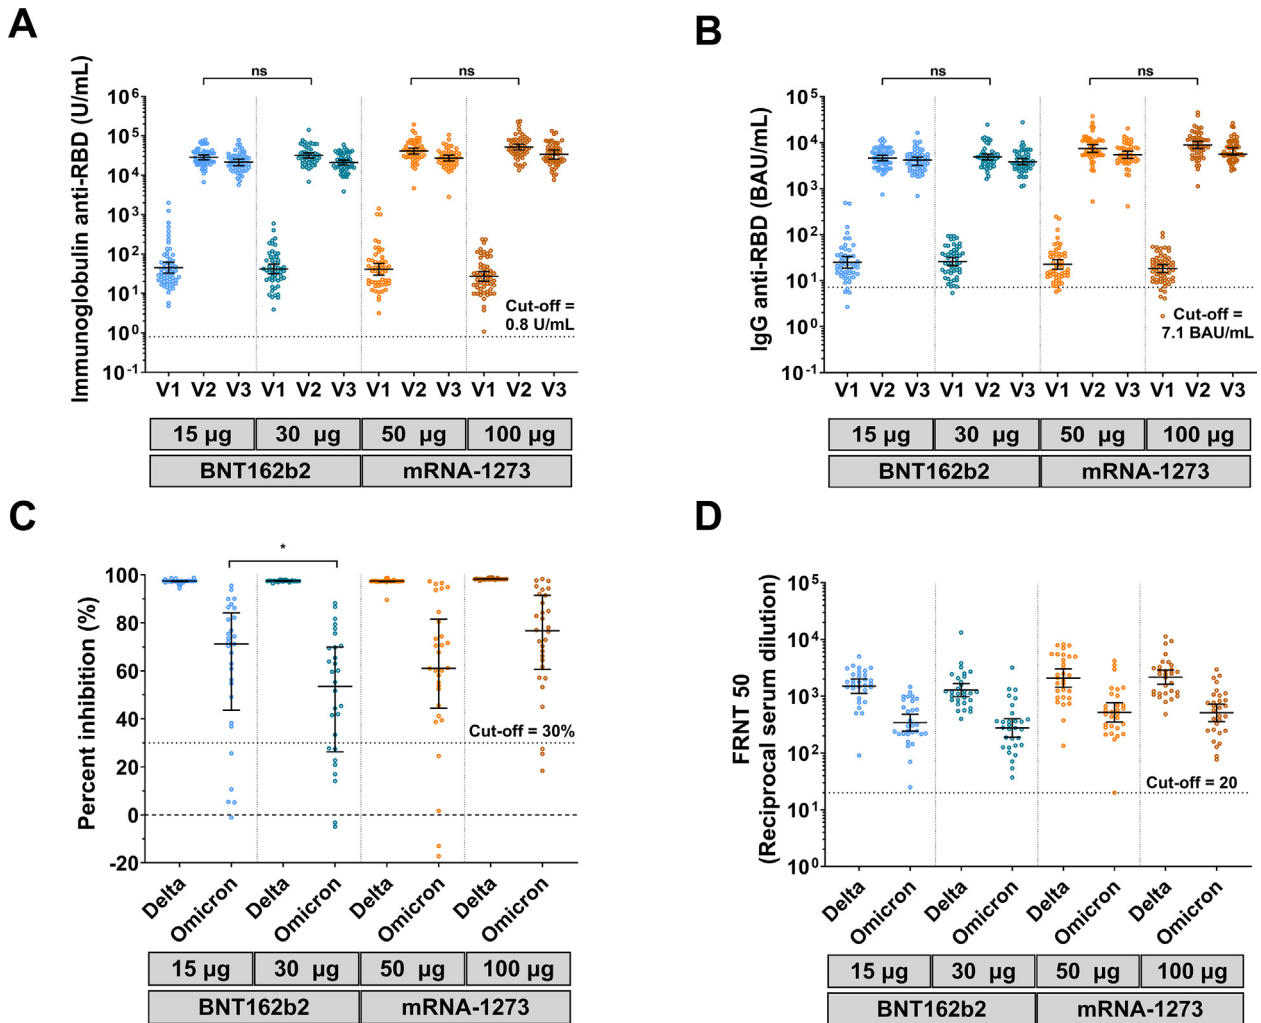 A
Immunoglobulin anti-RBD (U/mL)
ns
ns
10^6
10^5
10^4
10^3
10^2
10^1
10^0
10^-1
Cut-off =
0.8 U/mL
V1 V2 V3 V1 V2 V3 V1 V2 V3 V1 V2 V3
15 µg 30 µg 50 µg 100 µg
BNT162b2 mRNA-1273
B
IgG anti-RBD (BAU/mL)
ns
ns
10^5
10^4
10^3
10^2
10^1
10^0
10^-1
Cut-off =
7.1 BAU/mL
V1 V2 V3 V1 V2 V3 V1 V2 V3 V1 V2 V3
15 µg 30 µg 50 µg 100 µg
BNT162b2 mRNA-1273
C
Percent inhibition (%)
*
100
80
60
40
20
0
-20
Cut-off = 30%
Delta Omicron Delta Omicron Delta Omicron Delta Omicron
15 µg 30 µg 50 µg 100 µg
BNT162b2 mRNA-1273
D
FRNT 50
(Reciprocal serum dilution)
10^5
10^4
10^3
10^2
10^1
10^0
Cut-off = 20
Delta Omicron Delta Omicron Delta Omicron Delta Omicron
15 µg 30 µg 50 µg 100 µg
BNT162b2 mRNA-1273